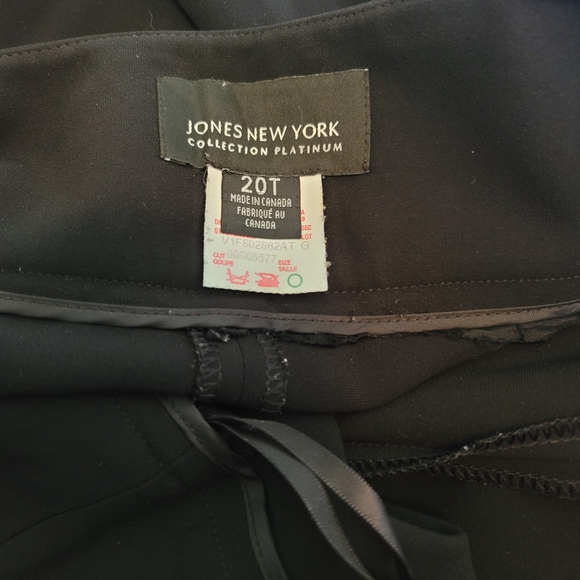 JONES NEW YORK
COLLECTION PLATINUM
20T
MADE IN CANADA
FABRIQUÉ AU
CANADA
CUT
COUPE
SIZE
TAILLE